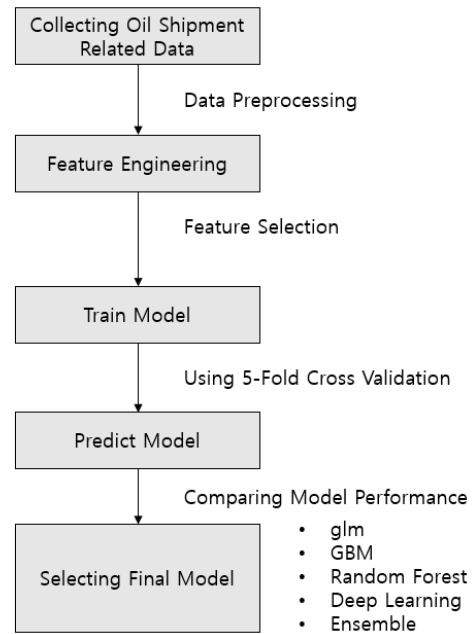 Collecting Oil Shipment
Related Data
Data Preprocessing
Feature Engineering
Feature Selection
Train Model
Using 5-Fold Cross Validation
Predict Model
Comparing Model Performance
• glm
• GBM
• Random Forest
• Deep Learning
• Ensemble
Selecting Final Model